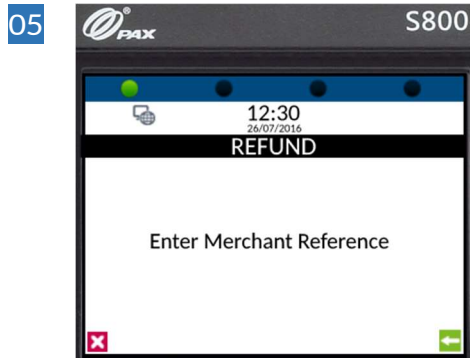 05
PAX®
S800
12:30
26/07/2016
REFUND
Enter Merchant Reference